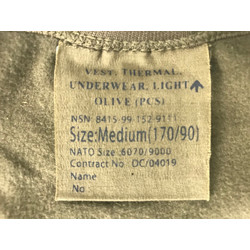 VEST, THERMAL,
UNDERWEAR, LIGHT
OLIVE (PCS)
NSN 8415-99-152-9111
Size:Medium(170/90)
NATO Size :6070/9000
Contract No DC/04019
Name
No